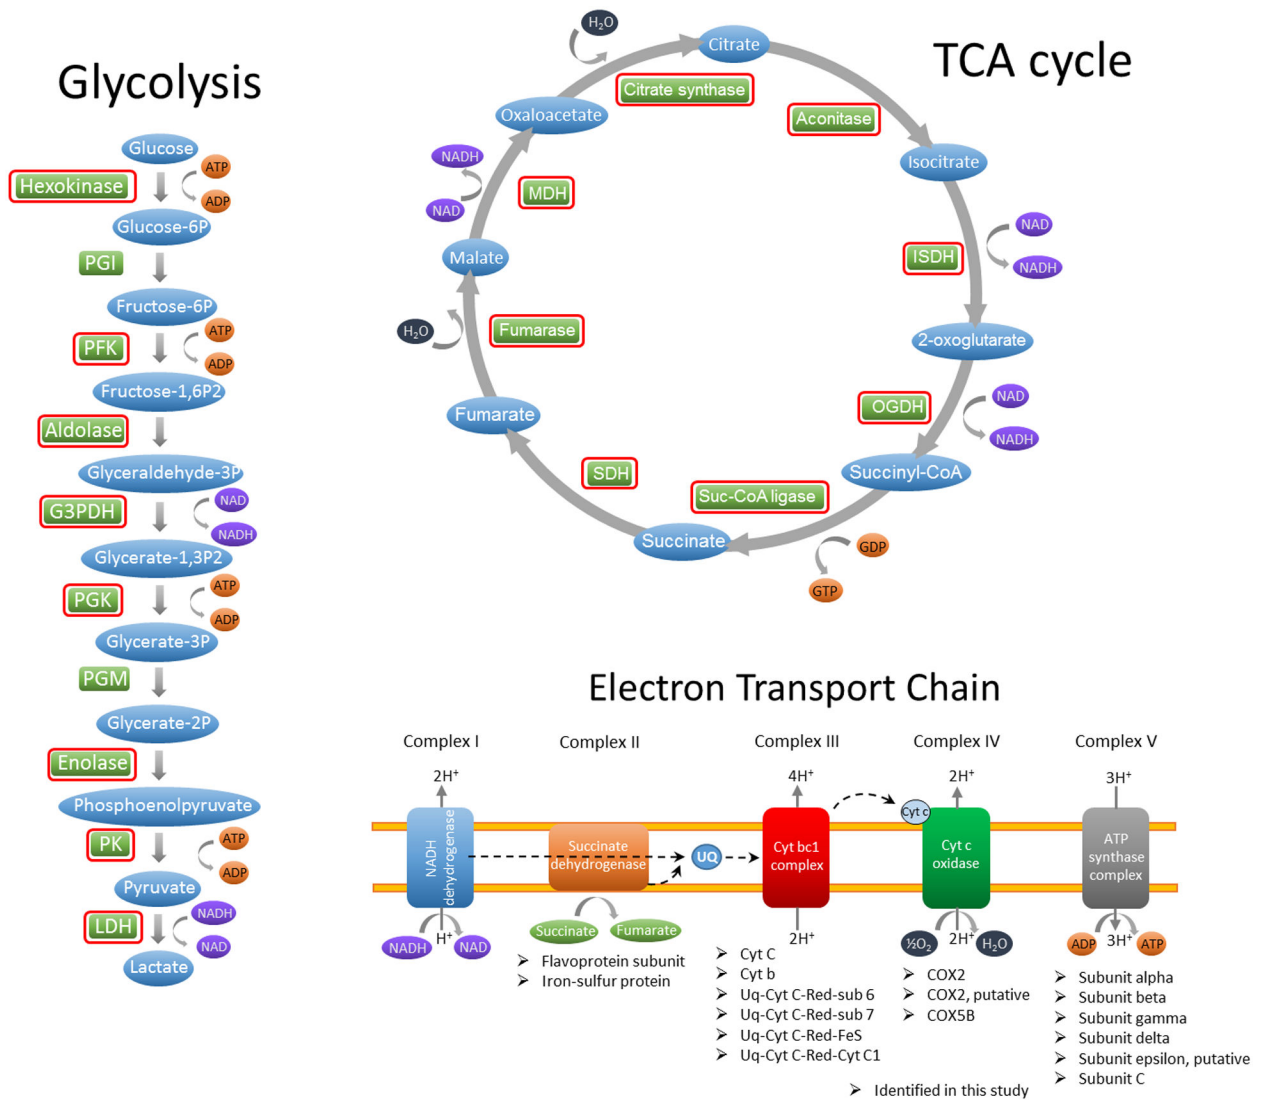 Glycolysis
Glucose
ATP
Hexokinase
ADP
Glucose-6P
PGI
Fructose-6P
ATP
PFK
ADP
Fructose-1,6P2
Aldolase
Glyceraldehyde-3P
NAD
G3PDH
NADH
Glycerate-1,3P2
ATP
PGK
ADP
Glycerate-3P
PGM
Glycerate-2P
Enolase
Phosphoenolpyruvate
ATP
PK
ADP
Pyruvate
NADH
LDH
NAD
Lactate
TCA cycle
H₂O
Citrate
Citrate synthase
Aconitase
Oxaloacetate
Isocitrate
NADH
MDH
NAD
NAD
ISDH
NADH
Malate
H₂O
Fumarase
2-oxoglutarate
NAD
OGDH
NADH
Fumarate
SDH
Succinyl-CoA
Suc-CoA ligase
Succinate
GDP
GTP
Electron Transport Chain
Complex I
Complex II
Complex III
Complex IV
Complex V
2H⁺
4H⁺
2H⁺
3H⁺
NADH
dehydrogenase
Succinate
dehydrogenase
UQ
Cyt bc1
complex
Cyt c
Cyt c
oxidase
ATP
synthase
complex
NADH
H⁺
NAD
Succinate
Fumarate
2H⁺
½O₂
2H⁺
H₂O
ADP
3H⁺
ATP
➢ Flavoprotein subunit
➢ Iron-sulfur protein
➢ Cyt C
➢ Cyt b
➢ Uq-Cyt C-Red-sub 6
➢ Uq-Cyt C-Red-sub 7
➢ Uq-Cyt C-Red-FeS
➢ Uq-Cyt C-Red-Cyt C1
➢ COX2
➢ COX2, putative
➢ COX5B
➢ Subunit alpha
➢ Subunit beta
➢ Subunit gamma
➢ Subunit delta
➢ Subunit epsilon, putative
➢ Subunit C
➢ Identified in this study